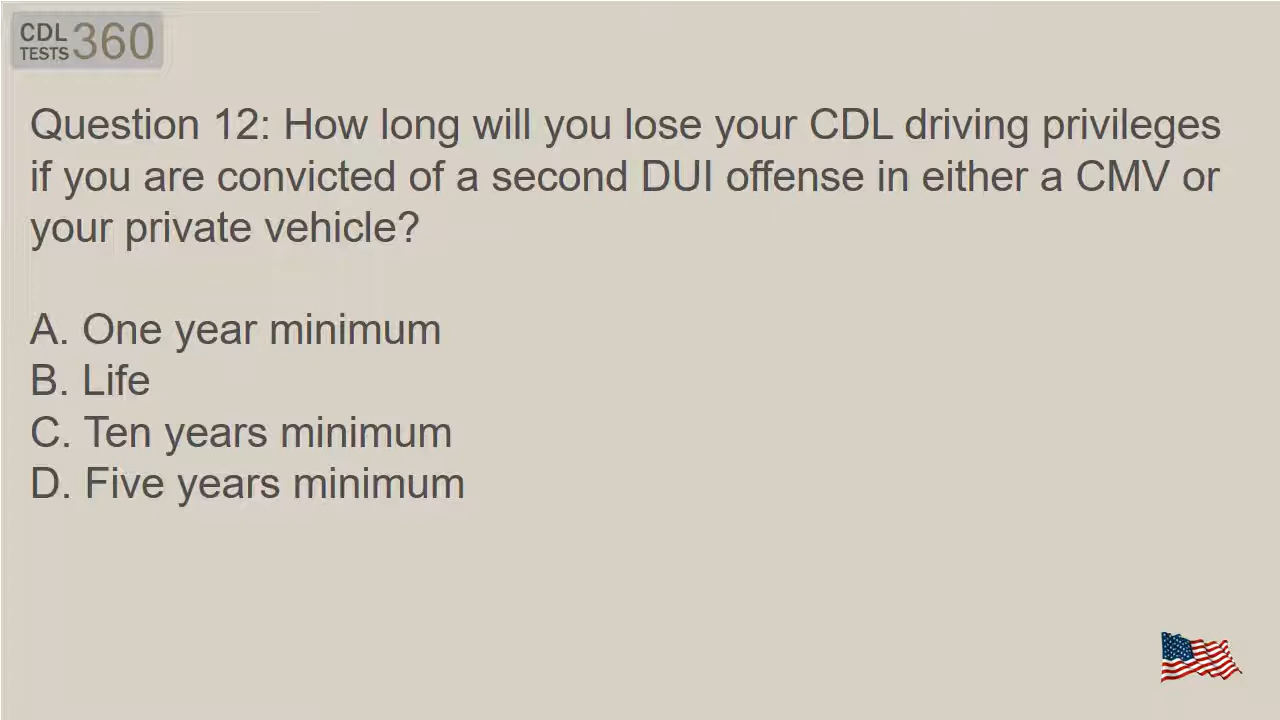 CDL
TESTS 360
Question 12: How long will you lose your CDL driving privileges
if you are convicted of a second DUI offense in either a CMV or
your private vehicle?
A. One year minimum
B. Life
C. Ten years minimum
D. Five years minimum